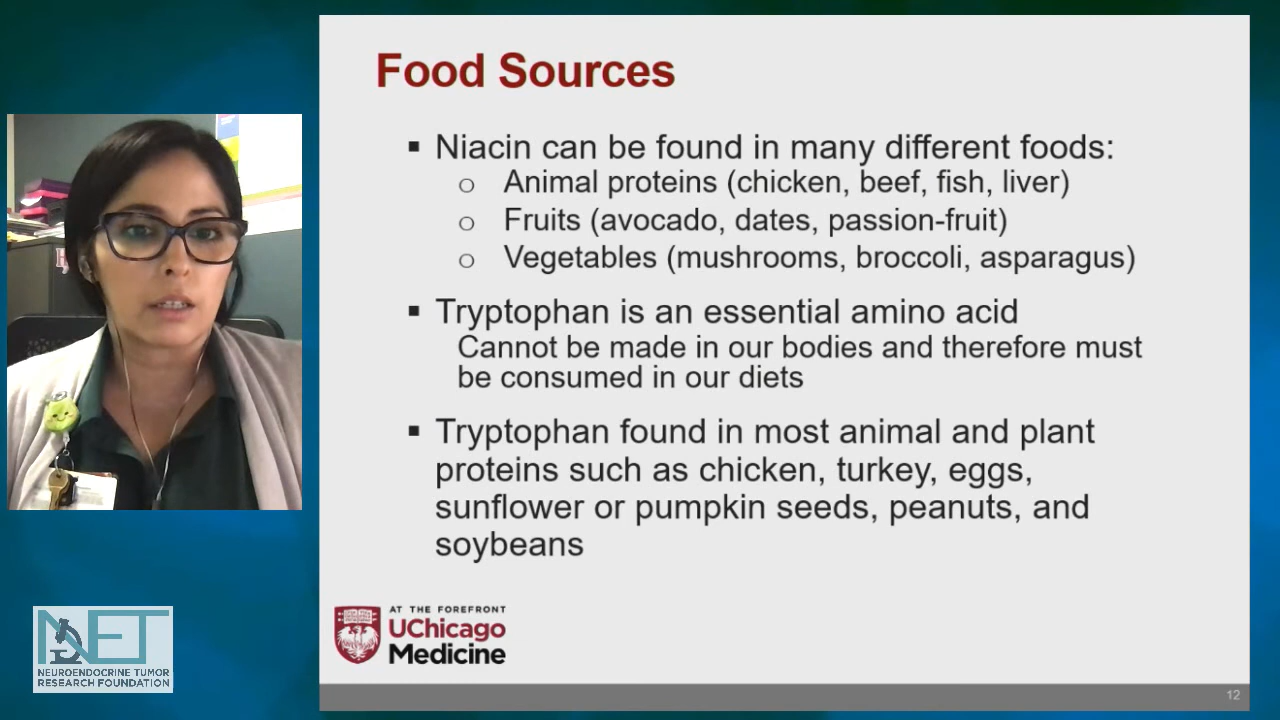 Food Sources
▪ Niacin can be found in many different foods:
o Animal proteins (chicken, beef, fish, liver)
o Fruits (avocado, dates, passion-fruit)
o Vegetables (mushrooms, broccoli, asparagus)
▪ Tryptophan is an essential amino acid
Cannot be made in our bodies and therefore must
be consumed in our diets
▪ Tryptophan found in most animal and plant
proteins such as chicken, turkey, eggs,
sunflower or pumpkin seeds, peanuts, and
soybeans
AT THE FOREFRONT
UChicago
Medicine
NET
NEUROENDOCRINE TUMOR
RESEARCH FOUNDATION
12